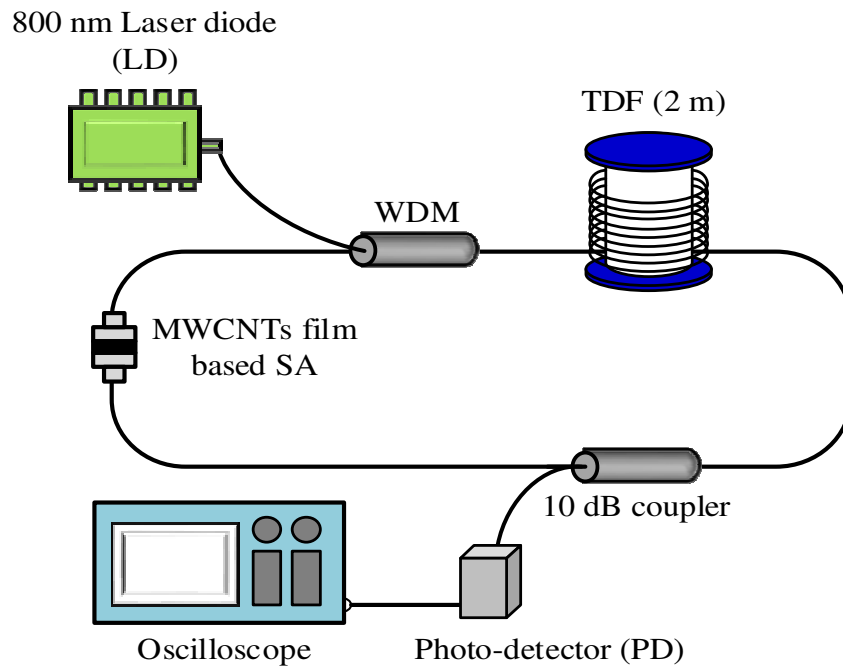 800 nm Laser diode
(LD)
TDF (2 m)
WDM
MWCNTs film
based SA
10 dB coupler
Oscilloscope
Photo-detector (PD)